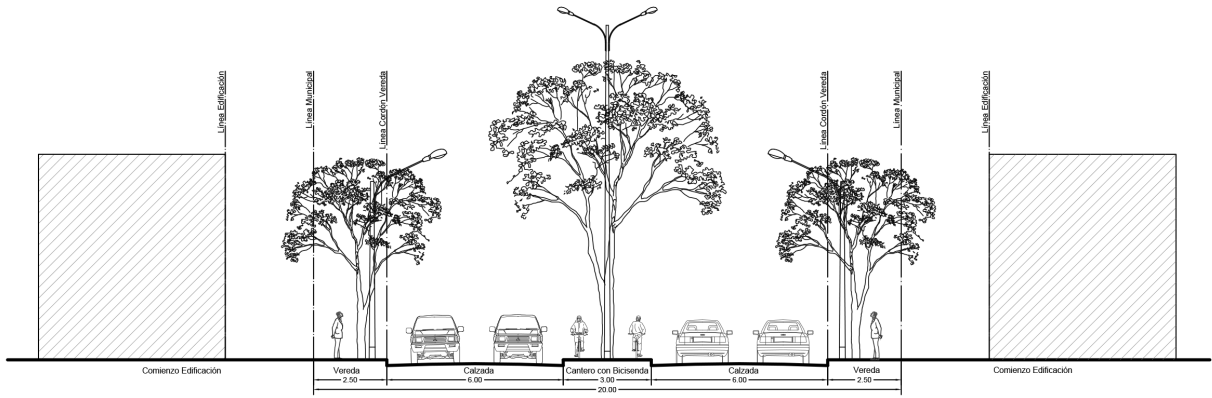 Línea Edificación
Línea Municipal
Línea Cordón Vereda
Línea Cordón Vereda
Línea Municipal
Línea Edificación
Comienzo Edificación
Vereda
Calzada
Cantero con Bicisenda
Calzada
Vereda
Comienzo Edificación
2.50
6.00
3.00
6.00
2.50
20.00